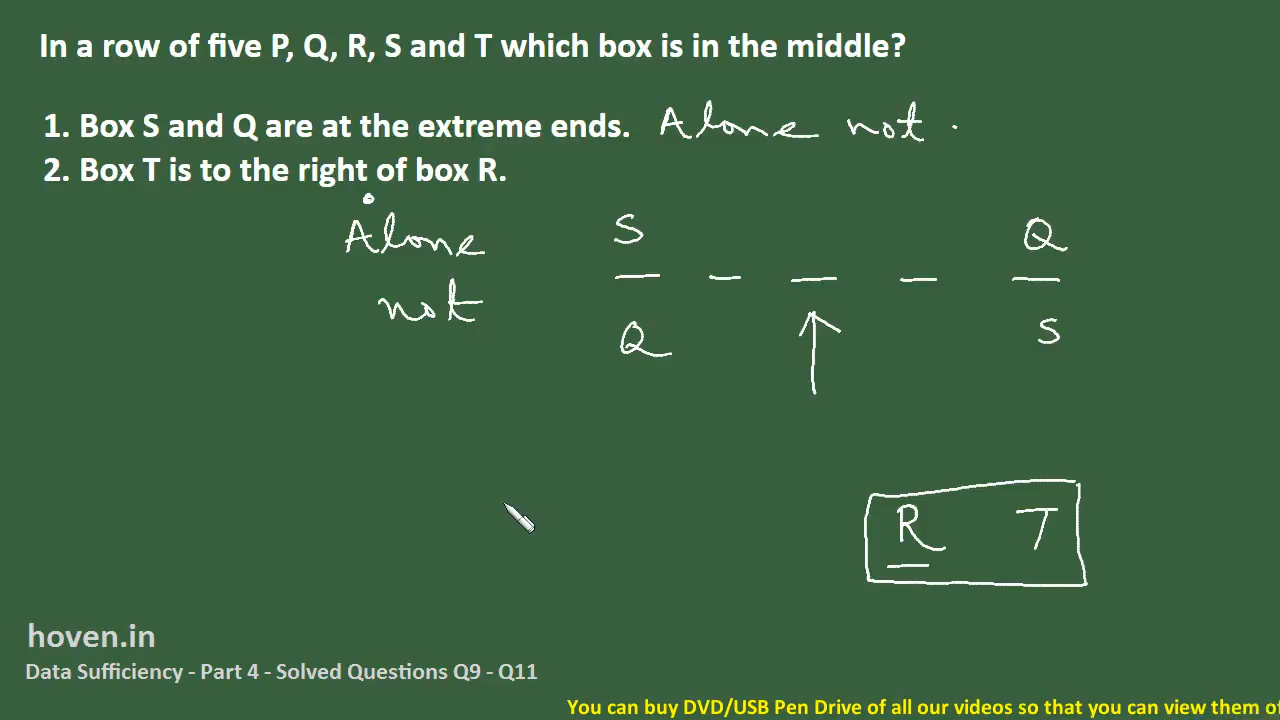 In a row of five P, Q, R, S and T which box is in the middle?
1. Box S and Q are at the extreme ends. Alone not.
2. Box T is to the right of box R.
Alone
not
S Q
Q S
R T
hoven.in
Data Sufficiency - Part 4 - Solved Questions Q9 - Q11
You can buy DVD/USB Pen Drive of all our videos so that you can view them o